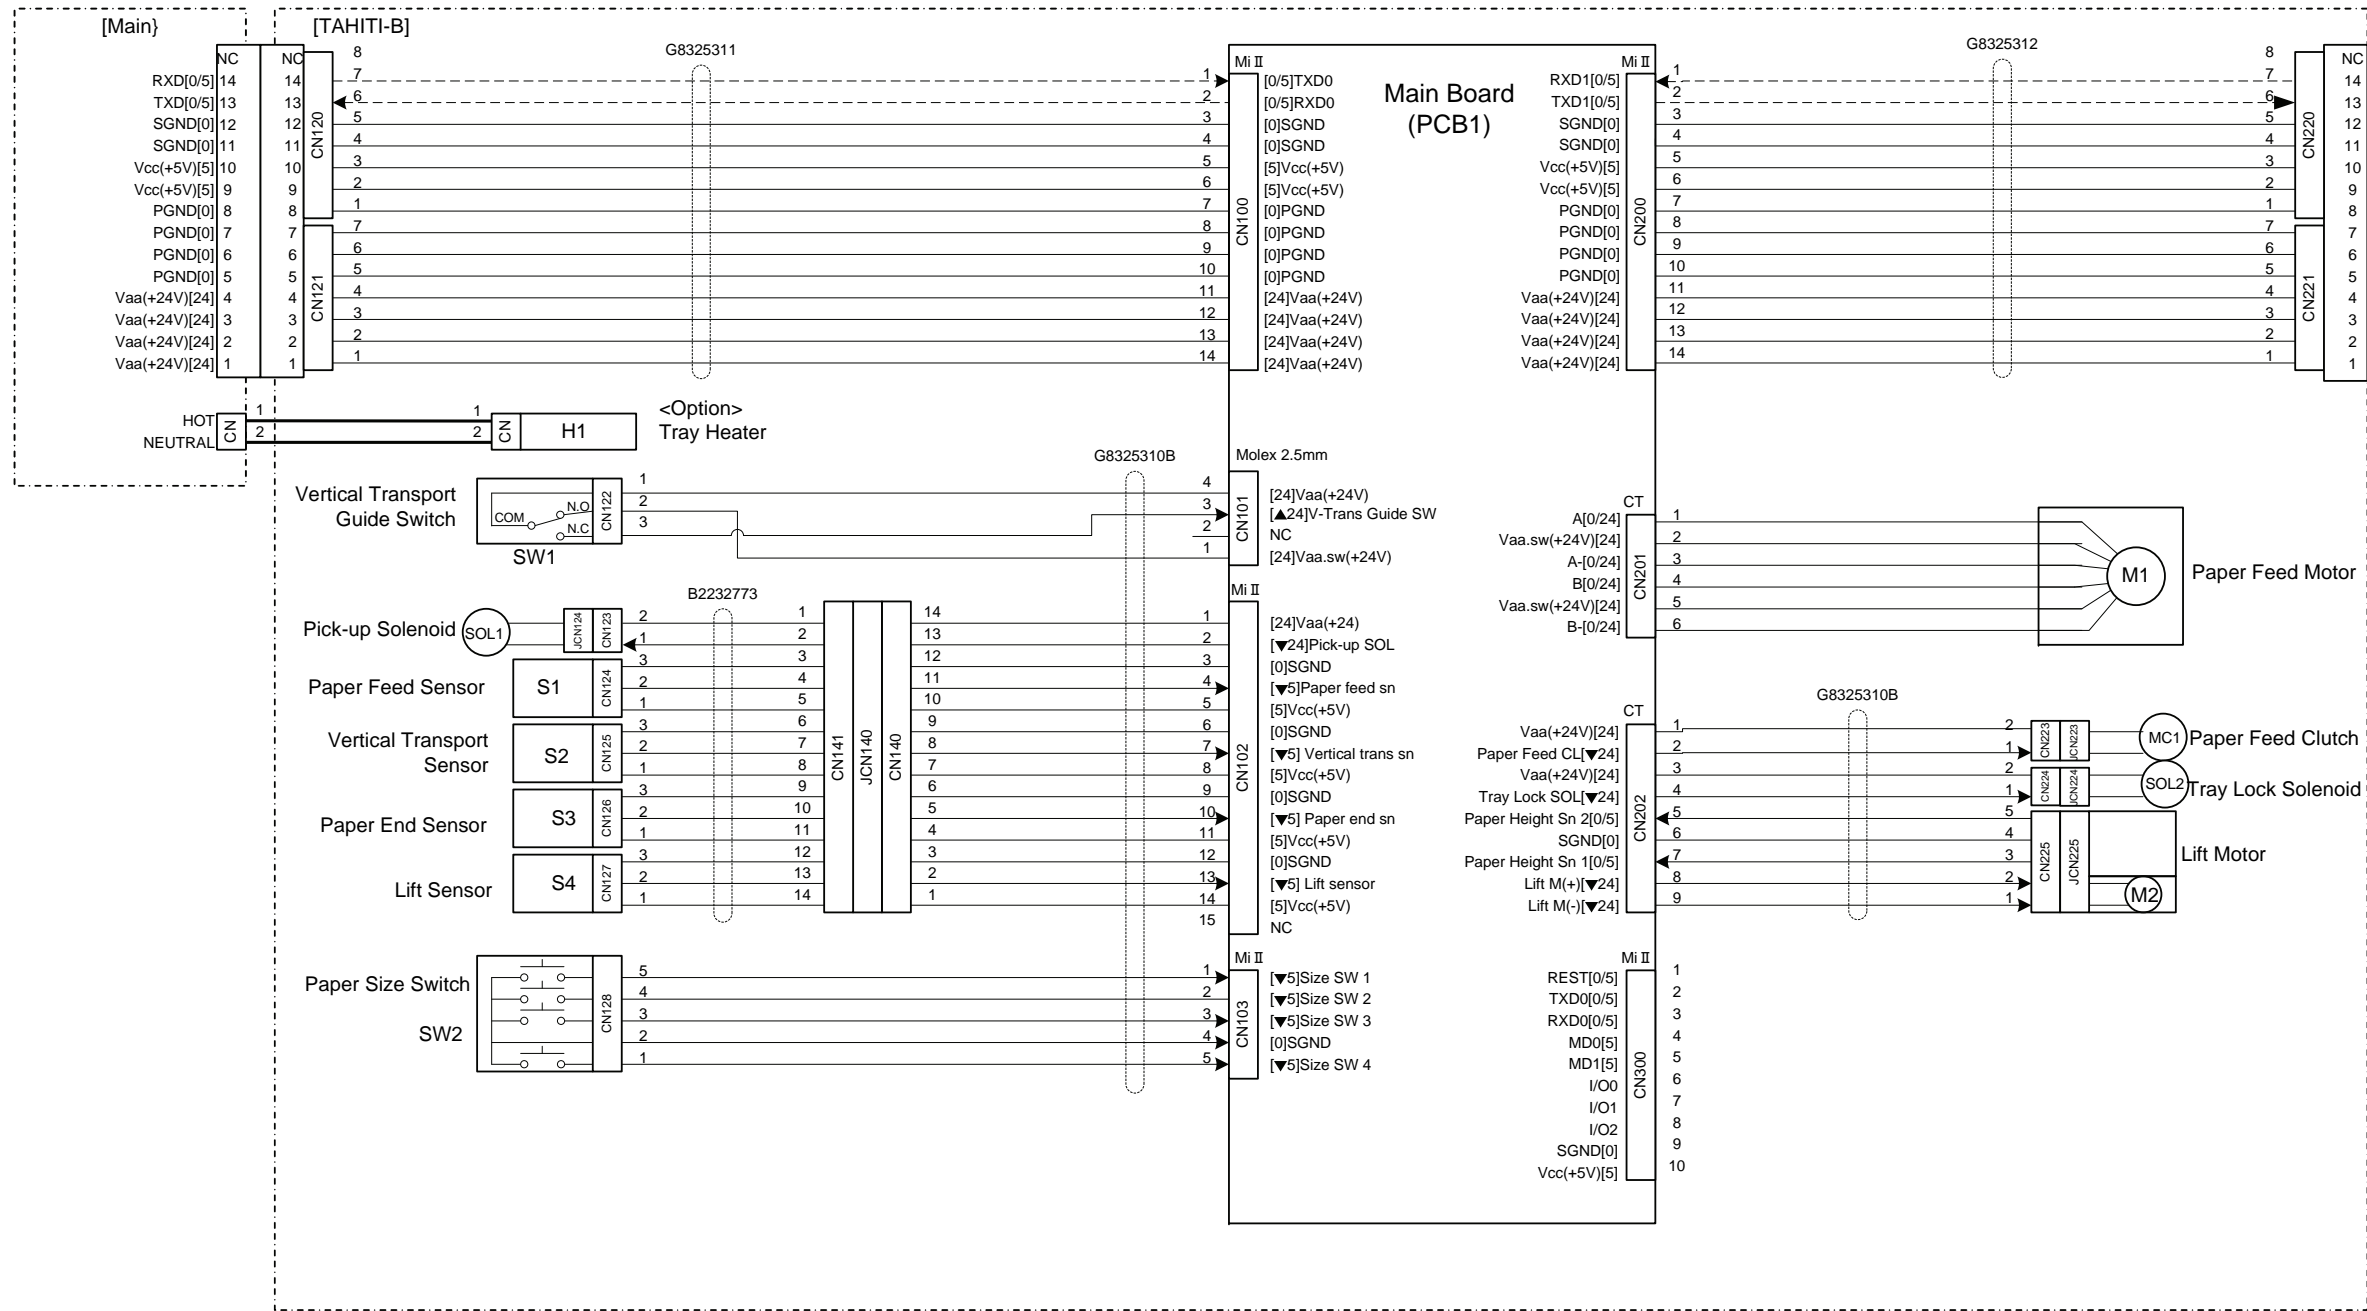 [Main}
[TAHITI-B]
NC
RXD[0/5] 14
TXD[0/5] 13
SGND[0] 12
SGND[0] 11
Vcc(+5V)[5] 10
Vcc(+5V)[5] 9
PGND[0] 8
PGND[0] 7
PGND[0] 6
PGND[0] 5
Vaa(+24V)[24] 4
Vaa(+24V)[24] 3
Vaa(+24V)[24] 2
Vaa(+24V)[24] 1
NC
14
13
12
11
10
9
8
7
6
5
4
3
2
1
CN120
CN121
8
7
6
5
4
3
2
1
7
6
5
4
3
2
1
G8325311
Mi II
CN100
1 [0/5]TXD0
2 [0/5]RXD0
3 [0]SGND
4 [0]SGND
5 [5]Vcc(+5V)
6 [5]Vcc(+5V)
7 [0]PGND
8 [0]PGND
9 [0]PGND
10 [0]PGND
11 [24]Vaa(+24V)
12 [24]Vaa(+24V)
13 [24]Vaa(+24V)
14 [24]Vaa(+24V)
Main Board
(PCB1)
Mi II
CN200
RXD1[0/5] 1
TXD1[0/5] 2
SGND[0] 3
SGND[0] 4
Vcc(+5V)[5] 5
Vcc(+5V)[5] 6
PGND[0] 7
PGND[0] 8
PGND[0] 9
PGND[0] 10
Vaa(+24V)[24] 11
Vaa(+24V)[24] 12
Vaa(+24V)[24] 13
Vaa(+24V)[24] 14
G8325312
8
7
6
5
4
3
2
1
7
6
5
4
3
2
1
CN220
CN221
NC
14
13
12
11
10
9
8
7
6
5
4
3
2
1
HOT
NEUTRAL
CN
1
2
1
2
CN
H1
<Option>
Tray Heater
Vertical Transport
Guide Switch
COM
N.O
N.C
CN122
SW1
1
2
3
G8325310B
Molex 2.5mm
CN101
4 [24]Vaa(+24V)
3 [▲24]V-Trans Guide SW
2 NC
1 [24]Vaa.sw(+24V)
Pick-up Solenoid
SOL1
JCN124
CN123
2
1
Paper Feed Sensor
S1
CN124
3
2
1
Vertical Transport
Sensor
S2
CN125
3
2
1
Paper End Sensor
S3
CN126
3
2
1
Lift Sensor
S4
CN127
3
2
1
B2232773
1
2
3
4
5
6
7
8
9
10
11
12
13
14
CN141
JCN140
CN140
14
13
12
11
10
9
8
7
6
5
4
3
2
1
Mi II
CN102
1 [24]Vaa(+24)
2 [▼24]Pick-up SOL
3 [0]SGND
4 [▼5]Paper feed sn
5 [5]Vcc(+5V)
6 [0]SGND
7 [▼5] Vertical trans sn
8 [5]Vcc(+5V)
9 [0]SGND
10 [▼5] Paper end sn
11 [5]Vcc(+5V)
12 [0]SGND
13 [▼5] Lift sensor
14 [5]Vcc(+5V)
15 NC
Paper Size Switch
SW2
CN128
5
4
3
2
1
Mi II
CN103
1 [▼5]Size SW 1
2 [▼5]Size SW 2
3 [▼5]Size SW 3
4 [0]SGND
5 [▼5]Size SW 4
CT
CN201
A[0/24] 1
Vaa.sw(+24V)[24] 2
A-[0/24] 3
B[0/24] 4
Vaa.sw(+24V)[24] 5
B-[0/24] 6
M1
Paper Feed Motor
G8325310B
CT
CN202
Vaa(+24V)[24] 1
Paper Feed CL[▼24] 2
Vaa(+24V)[24] 3
Tray Lock SOL[▼24] 4
Paper Height Sn 2[0/5] 5
SGND[0] 6
Paper Height Sn 1[0/5] 7
Lift M(+)[▼24] 8
Lift M(-)[▼24] 9
2
1
CN223
JCN223
MC1
Paper Feed Clutch
2
1
CN224
JCN224
SOL2
Tray Lock Solenoid
5
4
3
2
1
CN225
JCN225
M2
Lift Motor
Mi II
CN300
REST[0/5] 1
TXD0[0/5] 2
RXD0[0/5] 3
MD0[5] 4
MD1[5] 5
I/O0 6
I/O1 7
I/O2 8
SGND[0] 9
Vcc(+5V)[5] 10